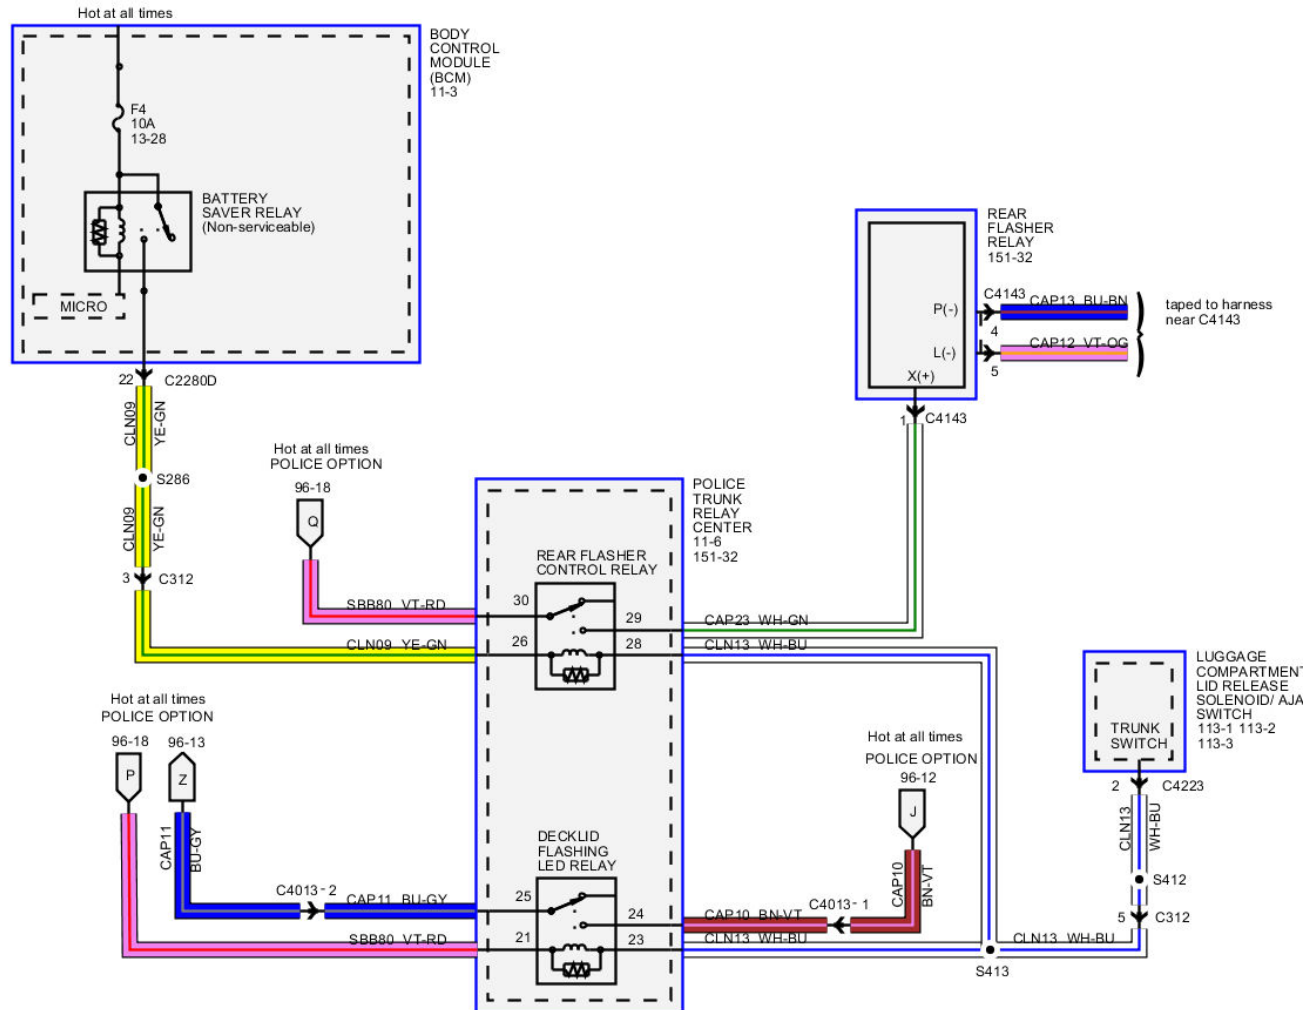 Hot at all times
BODY
CONTROL
MODULE
(BCM)
11-3
F4
10A
13-28
BATTERY
SAVER RELAY
(Non-serviceable)
MICRO
22
C2280D
CLN09
YE-GN
S286
CLN09
YE-GN
3
C312
REAR
FLASHER
RELAY
151-32
P(-)
L(-)
X(+)
C4143
CAP13 BU-BN
4
CAP12 VT-OG
5
taped to harness
near C4143
1
C4143
Hot at all times
POLICE OPTION
96-18
Q
POLICE
TRUNK
RELAY
CENTER
11-6
151-32
REAR FLASHER
CONTROL RELAY
SBB80 VT-RD
30
29
CAP23 WH-GN
CLN09 YE-GN
26
28
CLN13 WH-BU
LUGGAGE
COMPARTMENT
LID RELEASE
SOLENOID/ AJA
SWITCH
113-1 113-2
113-3
TRUNK
SWITCH
2
C4223
CLN13
WH-BU
S412
5
C312
Hot at all times
POLICE OPTION
96-18
96-13
P
Z
CAP11
BU-GY
Hot at all times
POLICE OPTION
96-12
J
CAP10
BN-VT
DECKLID
FLASHING
LED RELAY
C4013-2
CAP11 BU-GY
25
24
CAP10 BN-VT
C4013-1
SBB80 VT-RD
21
23
CLN13 WH-BU
CLN13 WH-BU
S413